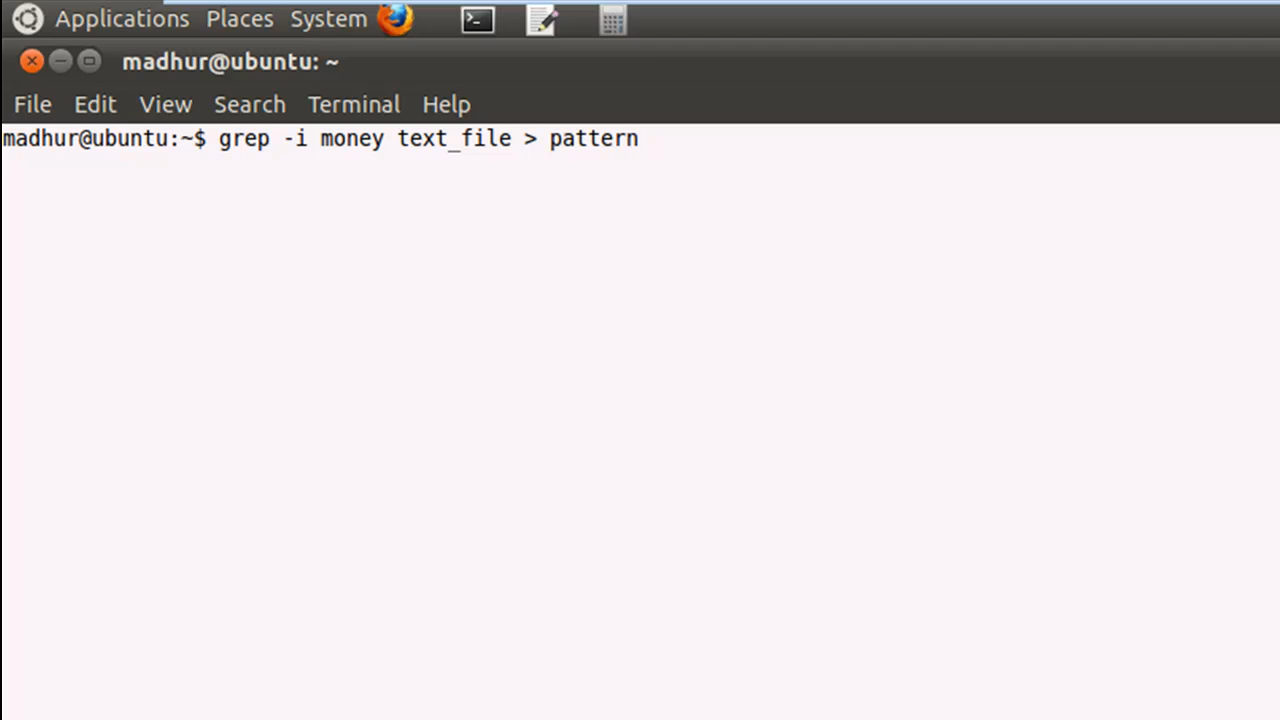 Applications Places System
madhur@ubuntu: ~
File Edit View Search Terminal Help
madhur@ubuntu:~$ grep -i money text_file > pattern